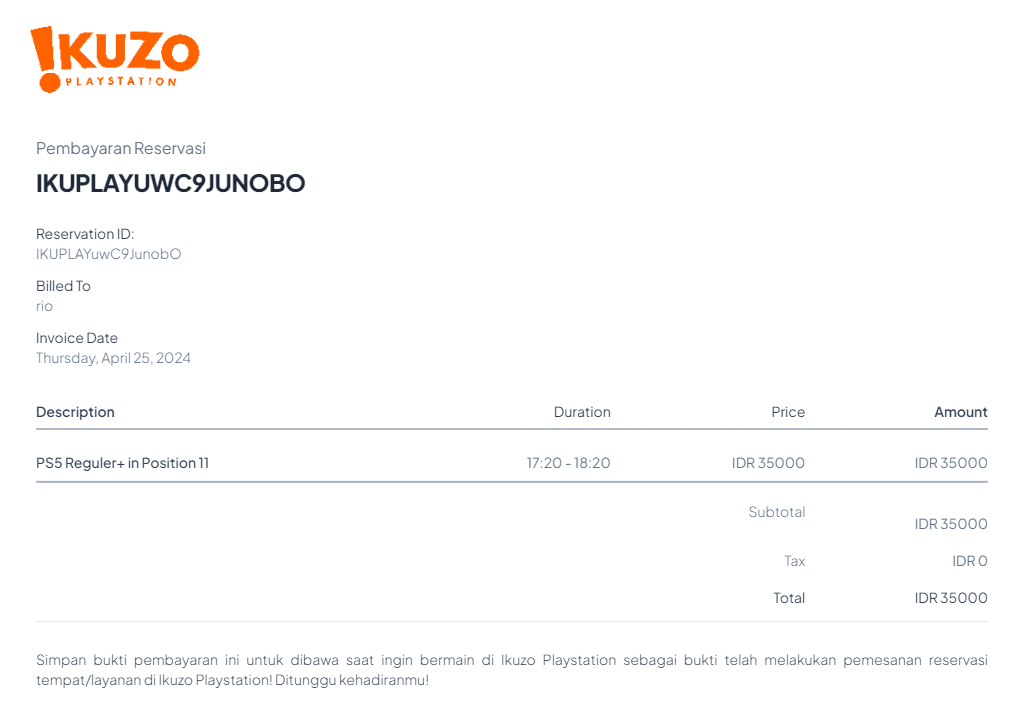 IKUZO
PLAYSTATION
Pembayaran Reservasi
IKUPLAYUWC9JUNOBO
Reservation ID:
IKUPLAYuwC9JunobO
Billed To
rio
Invoice Date
Thursday, April 25, 2024
Description Duration Price Amount
PS5 Reguler+ in Position 11 17:20 - 18:20 IDR 35000 IDR 35000
Subtotal IDR 35000
Tax IDR 0
Total IDR 35000
Simpan bukti pembayaran ini untuk dibawa saat ingin bermain di Ikuzo Playstation sebagai bukti telah melakukan pemesanan reservasi
tempat/layanan di Ikuzo Playstation! Ditunggu kehadiranmu!